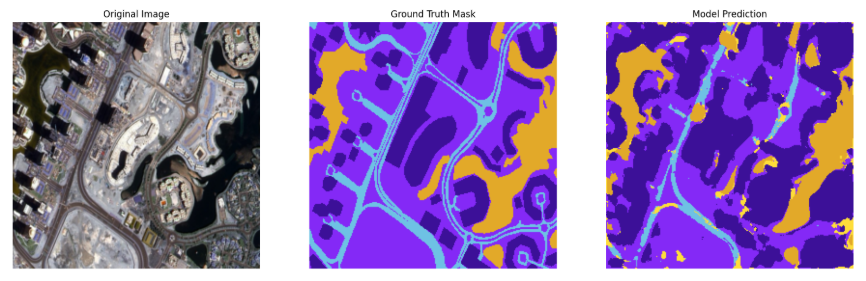 Original Image
Ground Truth Mask
Model Prediction